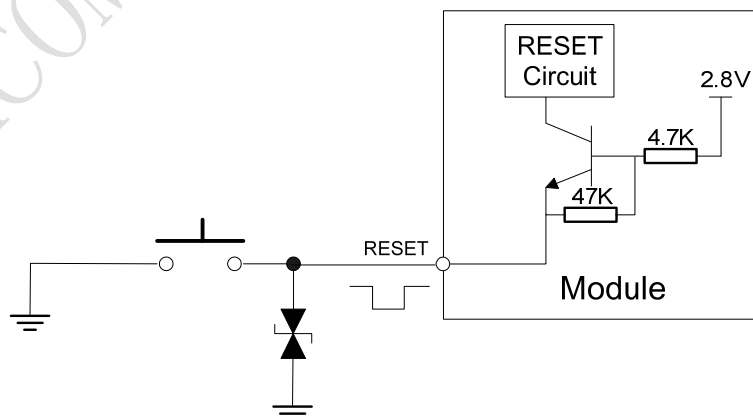 RESET
Circuit
2.8V
4.7K
47K
RESET
Module